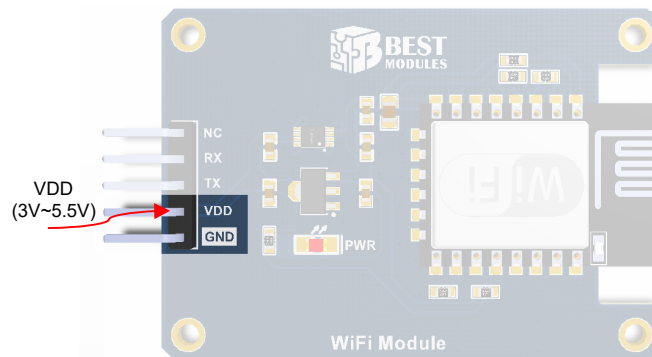 BEST
MODULES
NC
RX
TX
VDD
(3V~5.5V)
VDD
GND
PWR
WiFi
WiFi Module